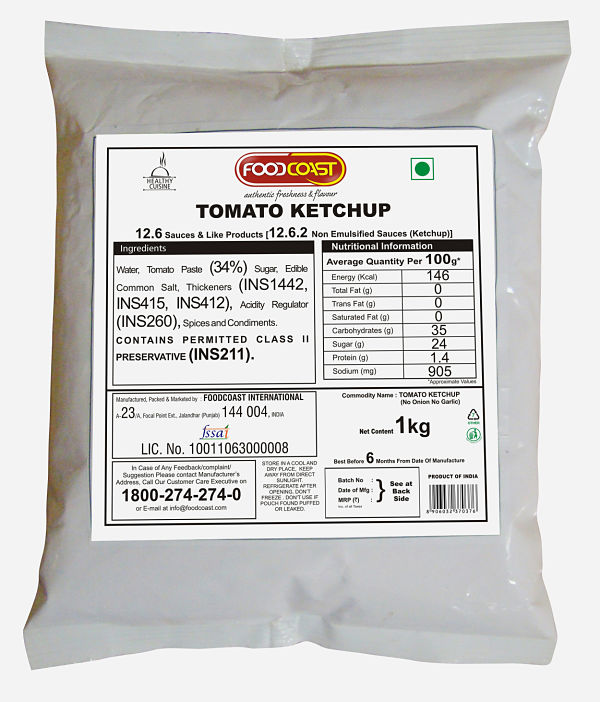 HEALTHY
CUISINE
FOODCOAST
authentic freshness & flavour
TOMATO KETCHUP
12.6 Sauces & Like Products [12.6.2 Non Emulsified Sauces (Ketchup)]
Ingredients
Water, Tomato Paste (34%) Sugar, Edible
Common Salt, Thickeners (INS1442,
INS415, INS412), Acidity Regulator
(INS260), Spices and Condiments.
CONTAINS PERMITTED CLASS II
PRESERVATIVE (INS211).
Nutritional Information
Average Quantity Per 100g*
Energy (Kcal) 146
Total Fat (g) 0
Trans Fat (g) 0
Saturated Fat (g) 0
Carbohydrates (g) 35
Sugar (g) 24
Protein (g) 1.4
Sodium (mg) 905
*Approximate Values
Manufactured, Packed & Marketed by : FOODCOAST INTERNATIONAL
A-23/A, Focal Point Ext., Jalandhar (Punjab) 144 004, INDIA
fssai
LIC. No. 10011063000008
Commodity Name : TOMATO KETCHUP
(No Onion No Garlic)
Net Content 1kg
Best Before 6 Months From Date Of Manufacture
In Case of Any Feedback/complaint/
Suggestion Please contact Manufacturer's
Address, Call Our Customer Care Executive on
1800-274-274-0
or E-mail at info@foodcoast.com
STORE IN A COOL AND
DRY PLACE, KEEP
AWAY FROM DIRECT
SUNLIGHT.
REFRIGERATE AFTER
OPENING. DON'T
FREEZE . DON'T USE IF
POUCH FOUND PUFFED
OR LEAKED.
Batch No :
Date of Mfg :
MRP (₹) :
Inc. of all Taxes
See at
Back
Side
PRODUCT OF INDIA
8 906032 370376